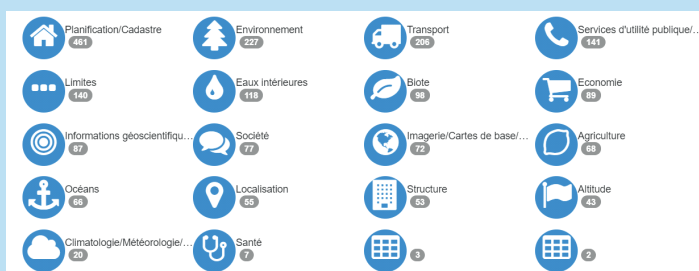 Planification/Cadastre
461
Environnement
227
Transport
206
Services d'utilité publique/...
141
Limites
140
Eaux intérieures
118
Biote
98
Economie
89
Informations géoscientifiqu...
87
Société
77
Imagerie/Cartes de base/...
72
Agriculture
68
Océans
66
Localisation
55
Structure
53
Altitude
43
Climatologie/Météorologie/...
20
Santé
7
3
2